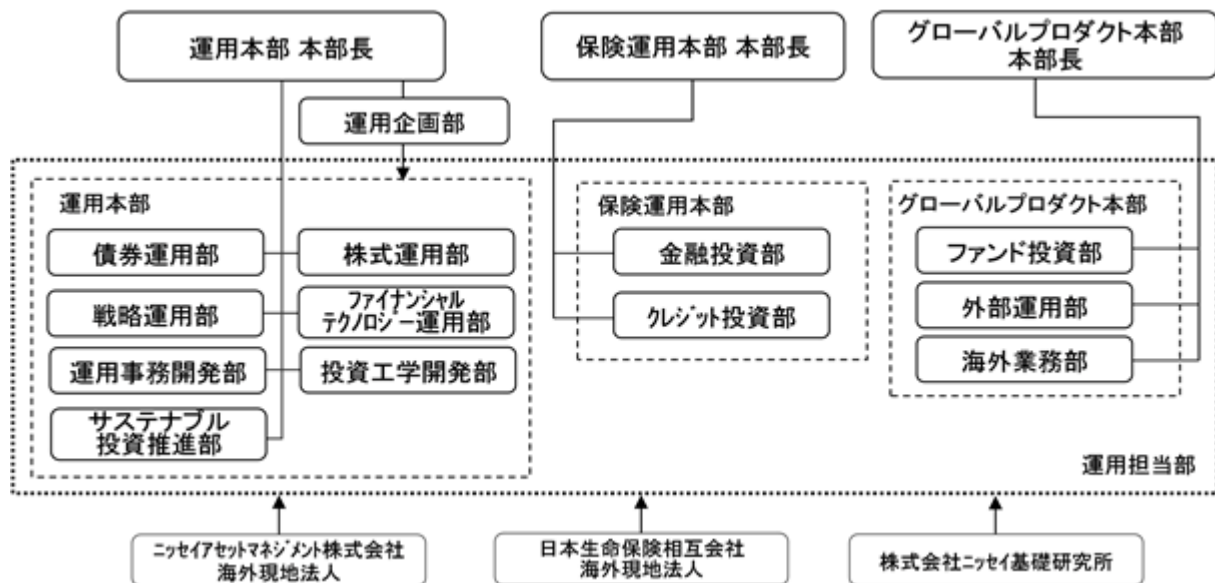 運用本部 本部長
保険運用本部 本部長
グローバルプロダクト本部
本部長
運用企画部
運用本部
債券運用部
株式運用部
戦略運用部
ファイナンシャル
テクノロジー運用部
運用事務開発部
投資工学開発部
サステナブル
投資推進部
保険運用本部
金融投資部
クレジット投資部
グローバルプロダクト本部
ファンド投資部
外部運用部
海外業務部
運用担当部
ニッセイアセットマネジメント株式会社
海外現地法人
日本生命保険相互会社
海外現地法人
株式会社ニッセイ基礎研究所